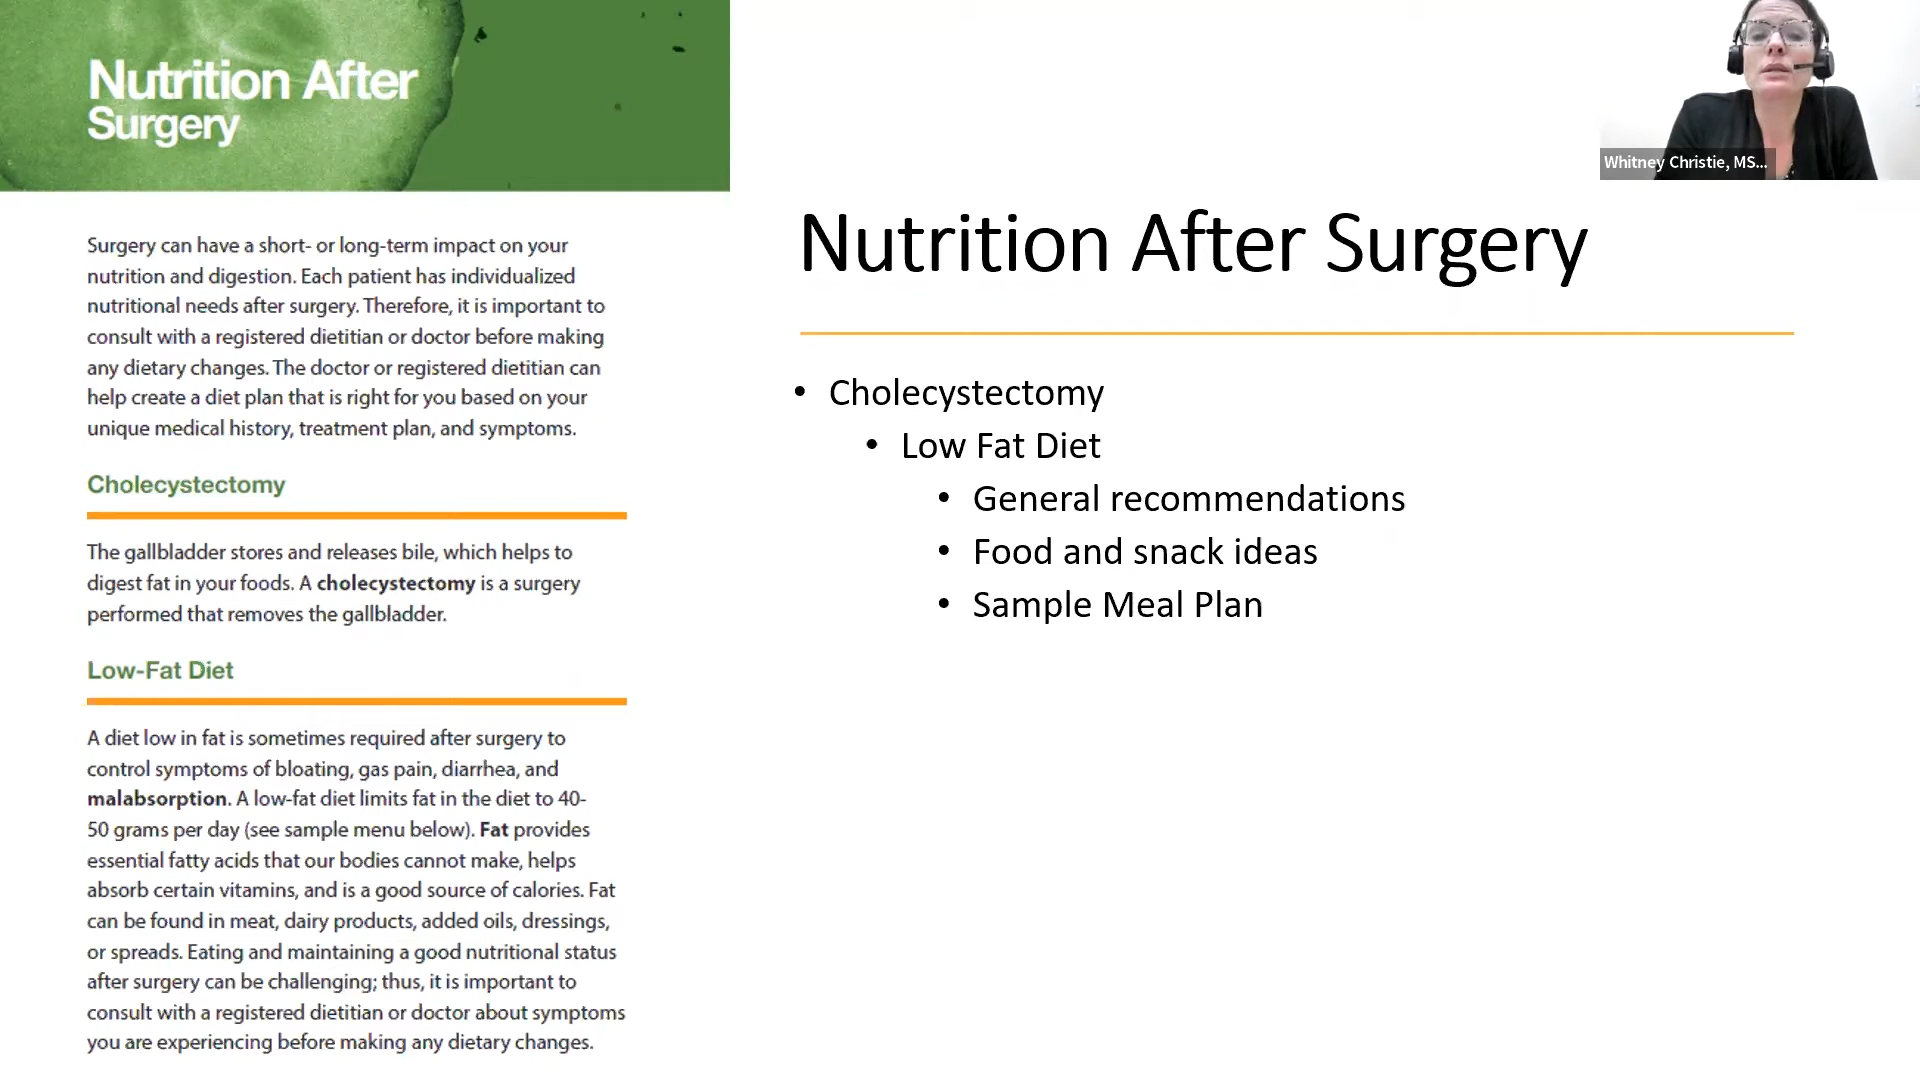 Nutrition After
Surgery
Surgery can have a short- or long-term impact on your
nutrition and digestion. Each patient has individualized
nutritional needs after surgery. Therefore, it is important to
consult with a registered dietitian or doctor before making
any dietary changes. The doctor or registered dietitian can
help create a diet plan that is right for you based on your
unique medical history, treatment plan, and symptoms.
Cholecystectomy
The gallbladder stores and releases bile, which helps to
digest fat in your foods. A cholecystectomy is a surgery
performed that removes the gallbladder.
Low-Fat Diet
A diet low in fat is sometimes required after surgery to
control symptoms of bloating, gas pain, diarrhea, and
malabsorption. A low-fat diet limits fat in the diet to 40-
50 grams per day (see sample menu below). Fat provides
essential fatty acids that our bodies cannot make, helps
absorb certain vitamins, and is a good source of calories. Fat
can be found in meat, dairy products, added oils, dressings,
or spreads. Eating and maintaining a good nutritional status
after surgery can be challenging; thus, it is important to
consult with a registered dietitian or doctor about symptoms
you are experiencing before making any dietary changes.
Whitney Christie, MS...
Nutrition After Surgery
• Cholecystectomy
• Low Fat Diet
• General recommendations
• Food and snack ideas
• Sample Meal Plan